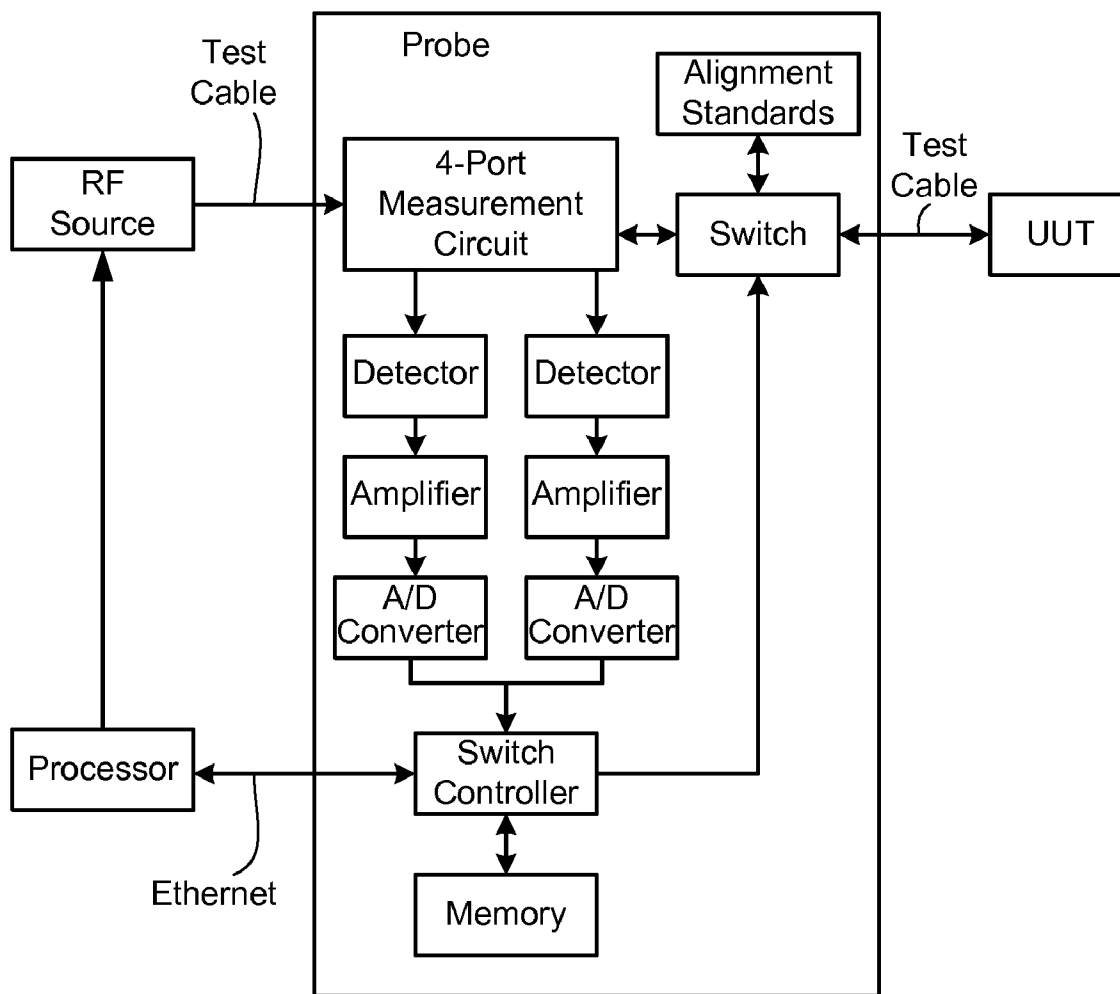 Probe
Test
Cable
Alignment
Standards
RF
Source
4-Port
Measurement
Circuit
Switch
Test
Cable
UUT
Detector
Detector
Amplifier
Amplifier
A/D
Converter
A/D
Converter
Processor
Switch
Controller
Ethernet
Memory